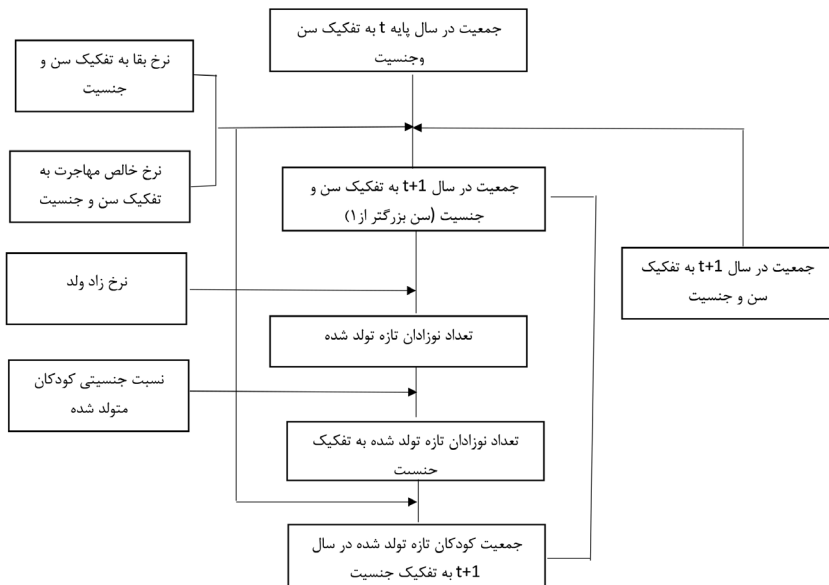 جمعیت در سال پایه t به تفکیک سن
وجنسیت
نرخ بقا به تفکیک سن و
جنسیت
نرخ خالص مهاجرت به
تفکیک سن و جنسیت
جمعیت در سال t+1 به تفکیک سن و
جنسیت (سن بزرگتر از۱)
جمعیت در سال t+1 به تفکیک
سن و جنسیت
نرخ زاد ولد
تعداد نوزادان تازه تولد شده
نسبت جنسیتی کودکان
متولد شده
تعداد نوزادان تازه تولد شده به تفکیک
جنسیت
جمعیت کودکان تازه تولد شده در سال
t+1 به تفکیک جنسیت